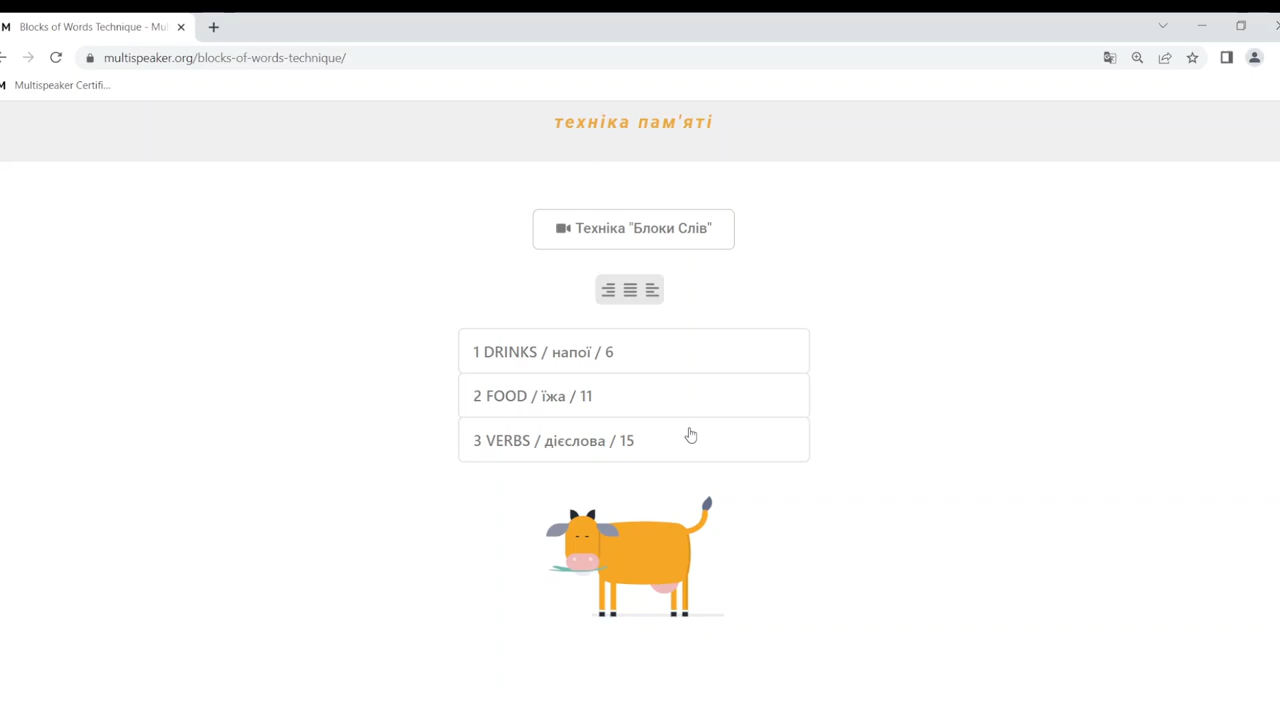 M Blocks of Words Technique - Mul
multispeaker.org/blocks-of-words-technique/
M Multispeaker Certifi...
техніка пам'яті
Техніка "Блоки Слів"
1 DRINKS / напої / 6
2 FOOD / їжа / 11
3 VERBS / дієслова / 15